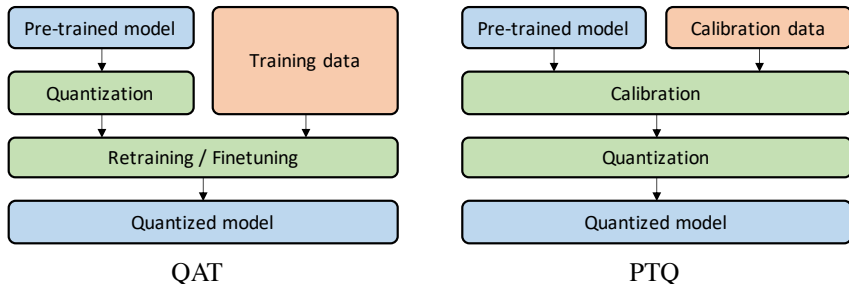 Pre-trained model
Training data
Quantization
Retraining / Finetuning
Quantized model
QAT
Pre-trained model
Calibration data
Calibration
Quantization
Quantized model
PTQ